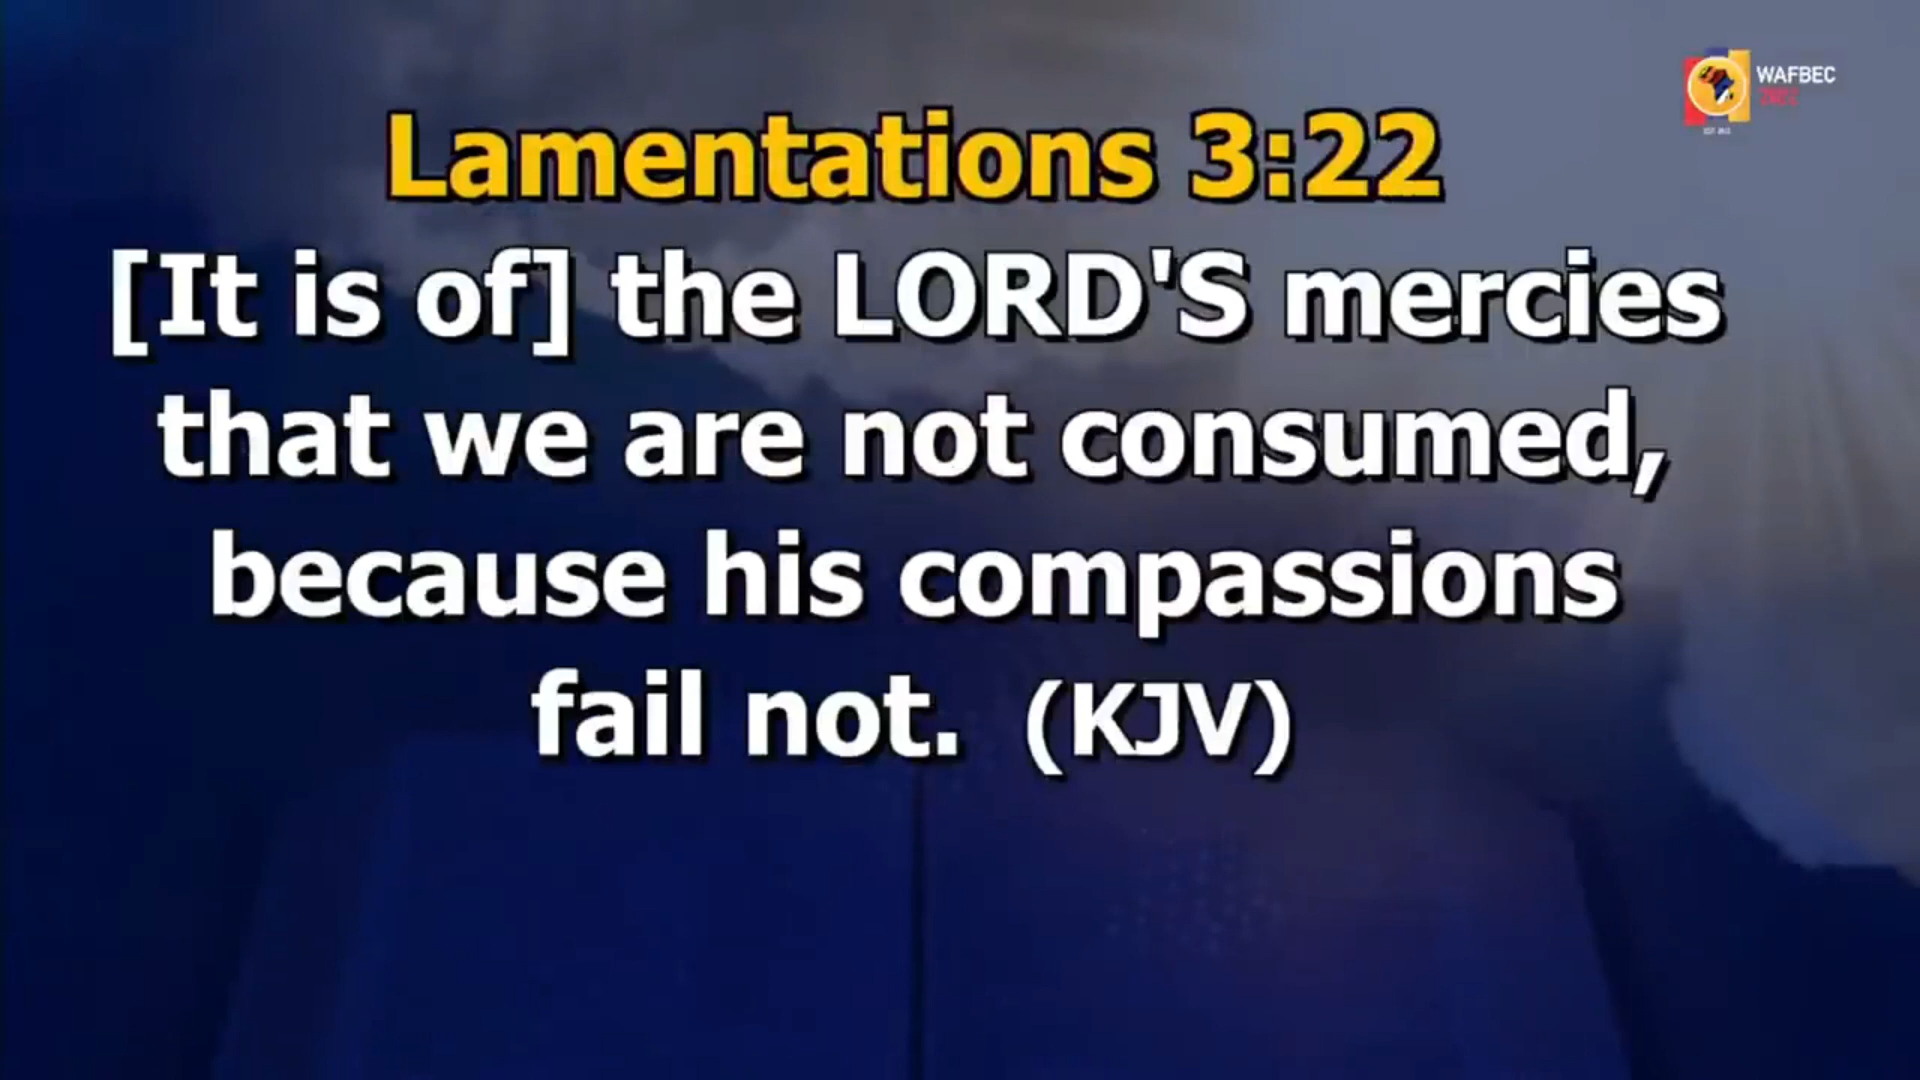 WAFBEC
Lamentations 3:22
[It is of] the LORD'S mercies
that we are not consumed,
because his compassions
fail not. (KJV)